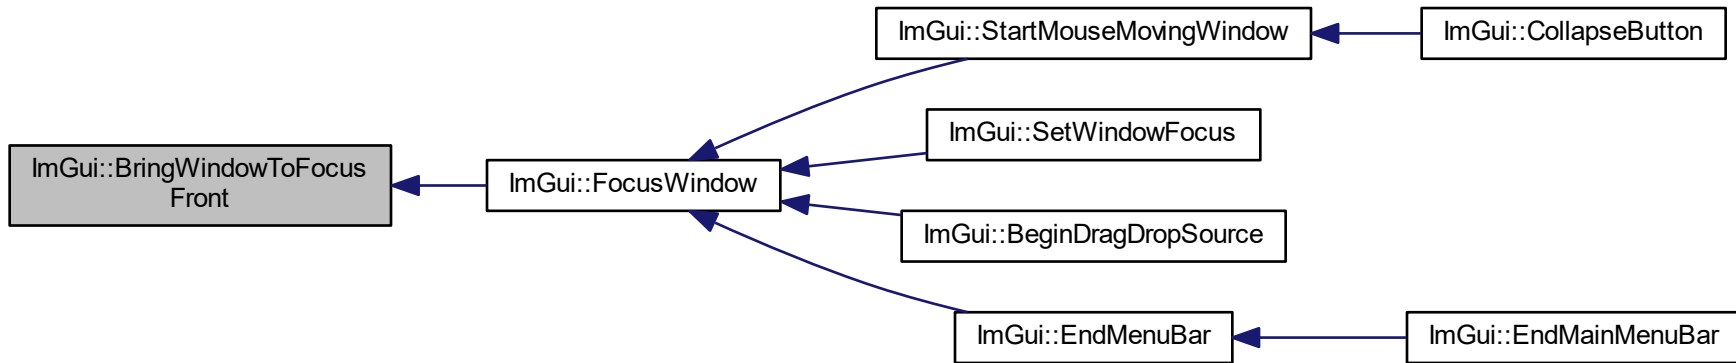 ImGui::BringWindowToFocus
Front
ImGui::FocusWindow
ImGui::StartMouseMovingWindow
ImGui::CollapseButton
ImGui::SetWindowFocus
ImGui::BeginDragDropSource
ImGui::EndMenuBar
ImGui::EndMainMenuBar